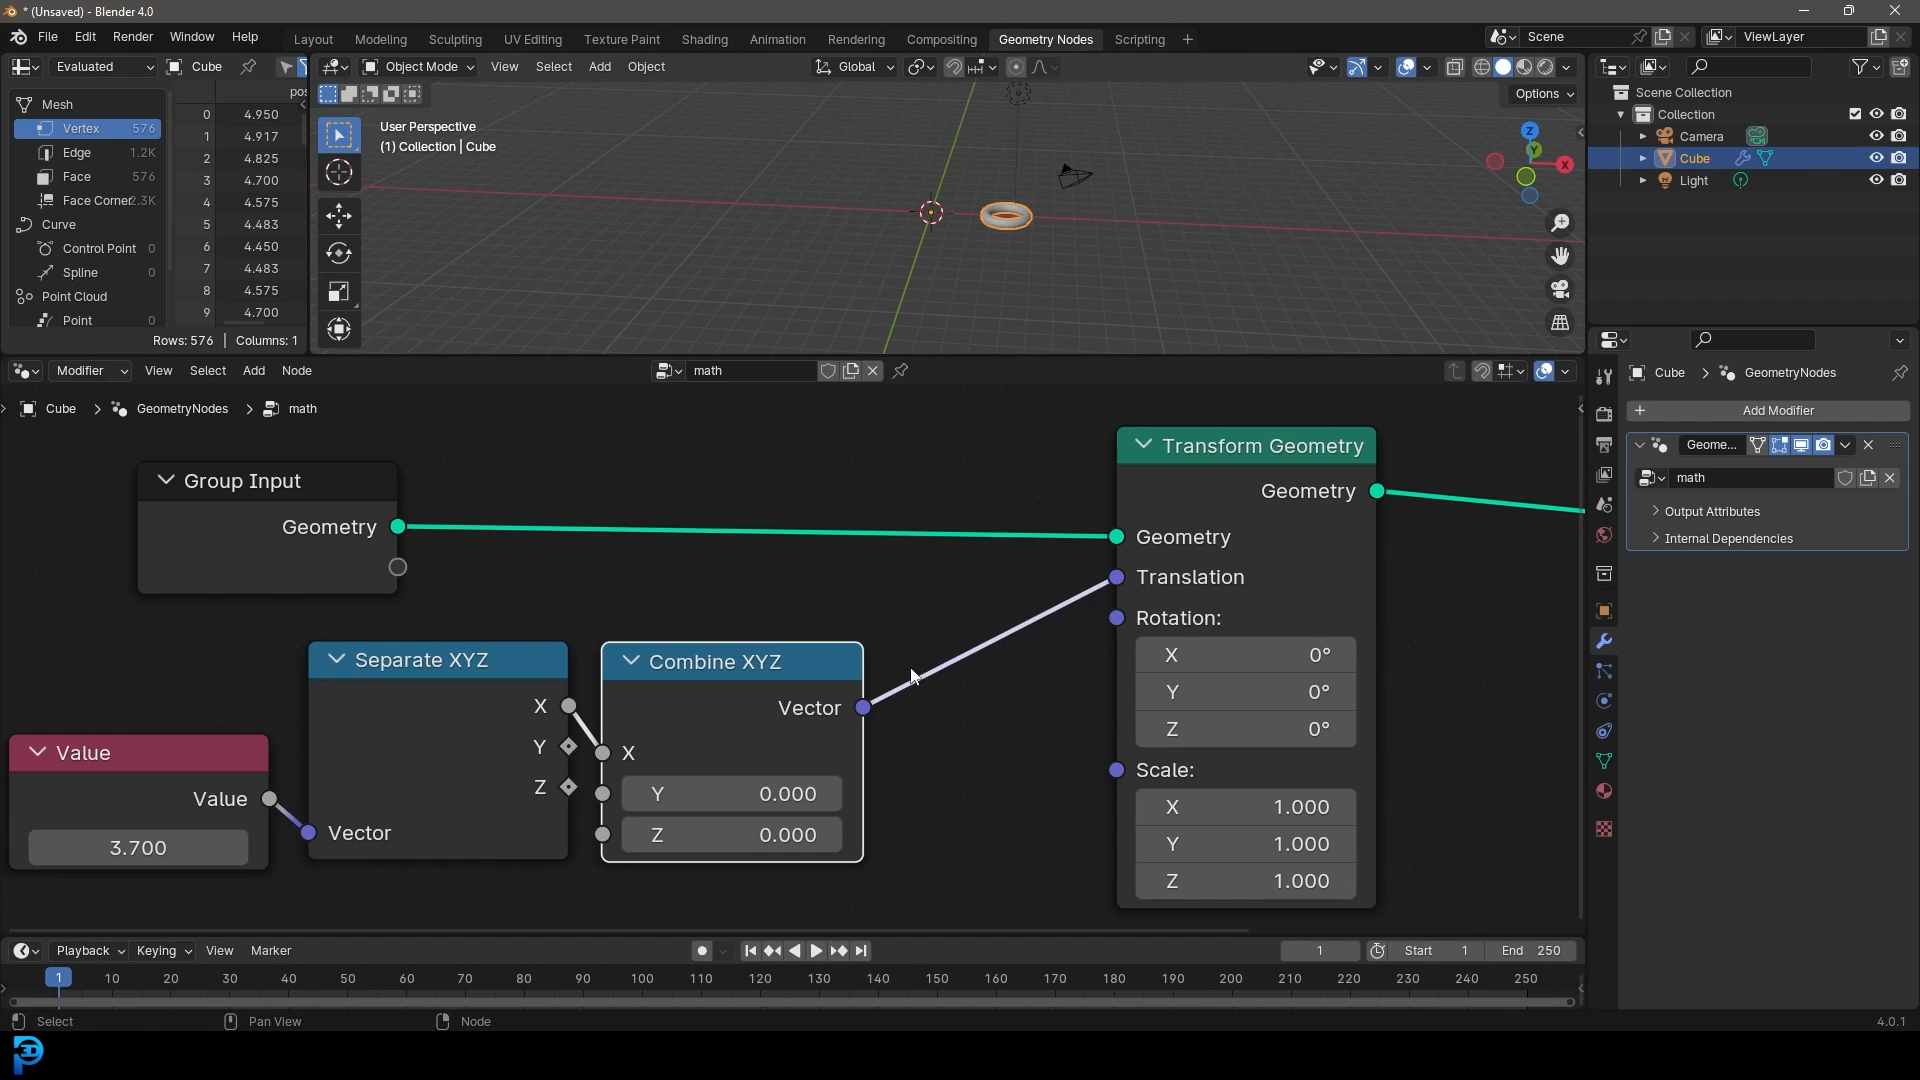 * (Unsaved) - Blender 4.0
File Edit Render Window Help
Layout Modeling Sculpting UV Editing Texture Paint Shading Animation Rendering Compositing Geometry Nodes Scripting +
Scene
ViewLayer
Evaluated
Cube
Object Mode View Select Add Object
Global
Options
User Perspective
(1) Collection | Cube
pos
Mesh
Vertex 576
Edge 1.2K
Face 576
Face Corner 2.3K
Curve
Control Point 0
Spline 0
Point Cloud
Point 0
0 4.950
1 4.917
2 4.825
3 4.700
4 4.575
5 4.483
6 4.450
7 4.483
8 4.575
9 4.700
Rows: 576 | Columns: 1
Z
Y
X
Scene Collection
Collection
Camera
Cube
Light
Modifier View Select Add Node
math
Cube > GeometryNodes > math
Group Input
Geometry
Value
Value
3.700
Separate XYZ
X
Y
Z
Vector
Combine XYZ
Vector
X
Y 0.000
Z 0.000
Transform Geometry
Geometry
Geometry
Translation
Rotation:
X 0°
Y 0°
Z 0°
Scale:
X 1.000
Y 1.000
Z 1.000
Cube > GeometryNodes
+ Add Modifier
Geome...
math
Output Attributes
Internal Dependencies
Playback Keying View Marker
1
Start 1
End 250
1 10 20 30 40 50 60 70 80 90 100 110 120 130 140 150 160 170 180 190 200 210 220 230 240 250
Select
Pan View
Node
4.0.1
3D